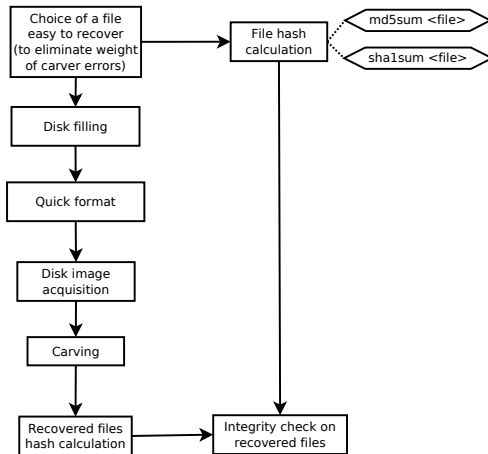 Choice of a file
easy to recover
(to eliminate weight
of carver errors)
File hash
calculation
md5sum <file>
sha1sum <file>
Disk filling
Quick format
Disk image
acquisition
Carving
Recovered files
hash calculation
Integrity check on
recovered files